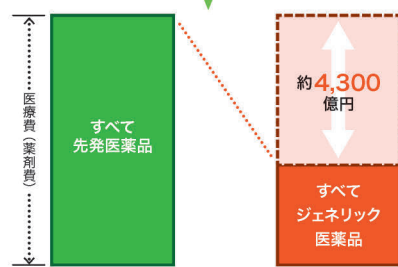 医療費(薬剤費)
すべて
先発医薬品
約4,300
億円
すべて
ジェネリック
医薬品